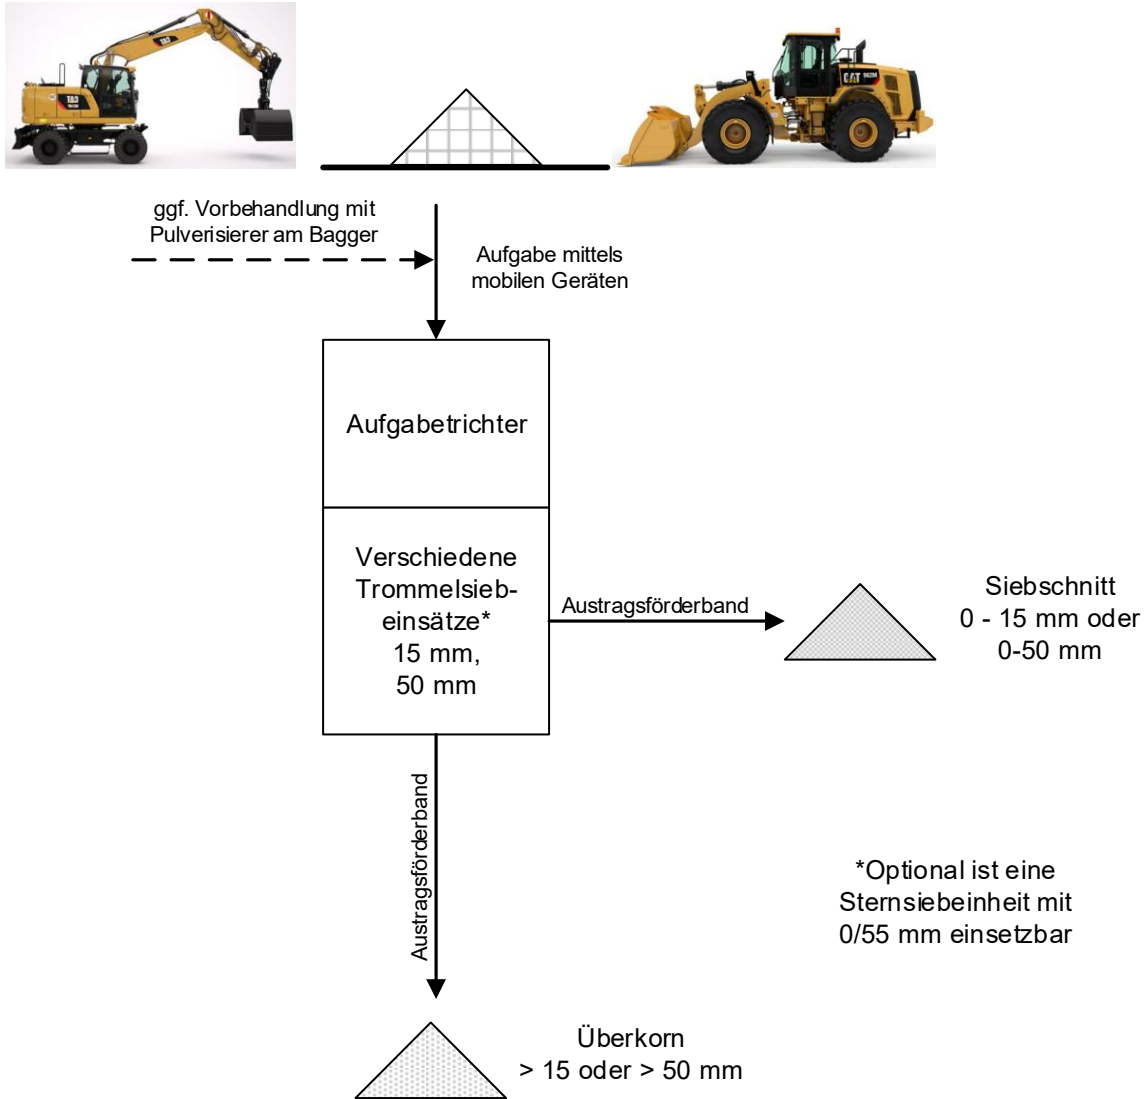 CAT
962M
ggf. Vorbehandlung mit
Pulverisierer am Bagger
Aufgabe mittels
mobilen Geräten
Aufgabetrichter
Verschiedene
Trommelsieb-
einsätze*
15 mm,
50 mm
Austragsförderband
Siebschnitt
0 - 15 mm oder
0-50 mm
Austragsförderband
*Optional ist eine
Sternsiebeinheit mit
0/55 mm einsetzbar
Überkorn
> 15 oder > 50 mm